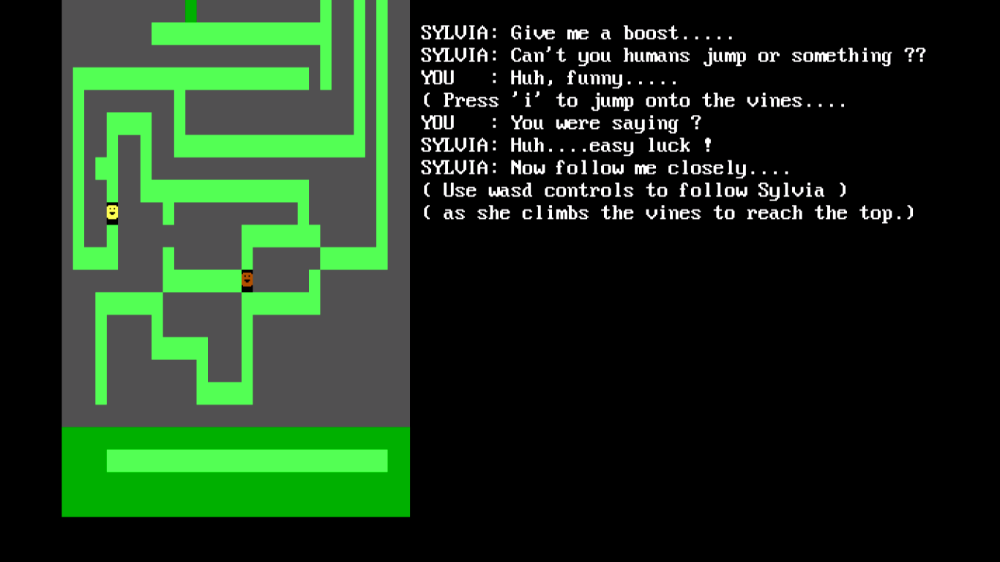 SYLVIA: Give me a boost.....
SYLVIA: Can't you humans jump or something ??
YOU   : Huh, funny.....
( Press 'i' to jump onto the vines....
YOU   : You were saying ?
SYLVIA: Huh....easy luck !
SYLVIA: Now follow me closely....
( Use wasd controls to follow Sylvia )
( as she climbs the vines to reach the top.)